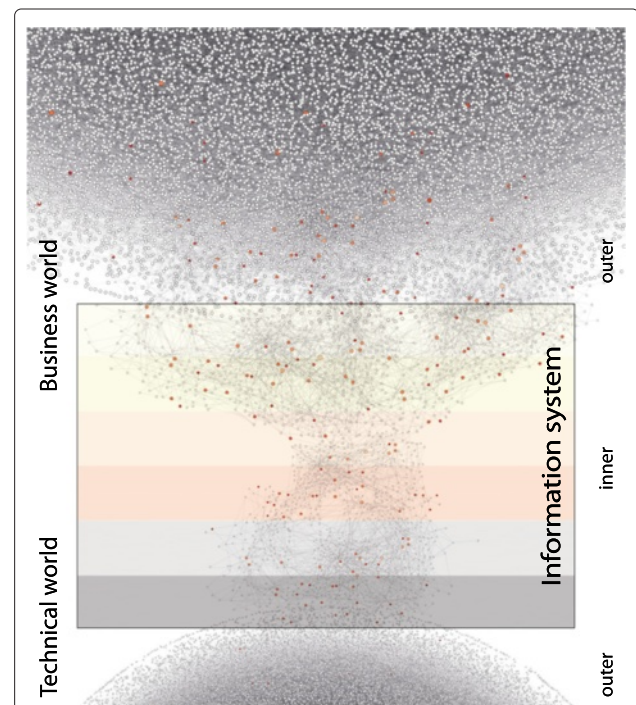 Business world
outer
Information system
inner
Technical world
outer